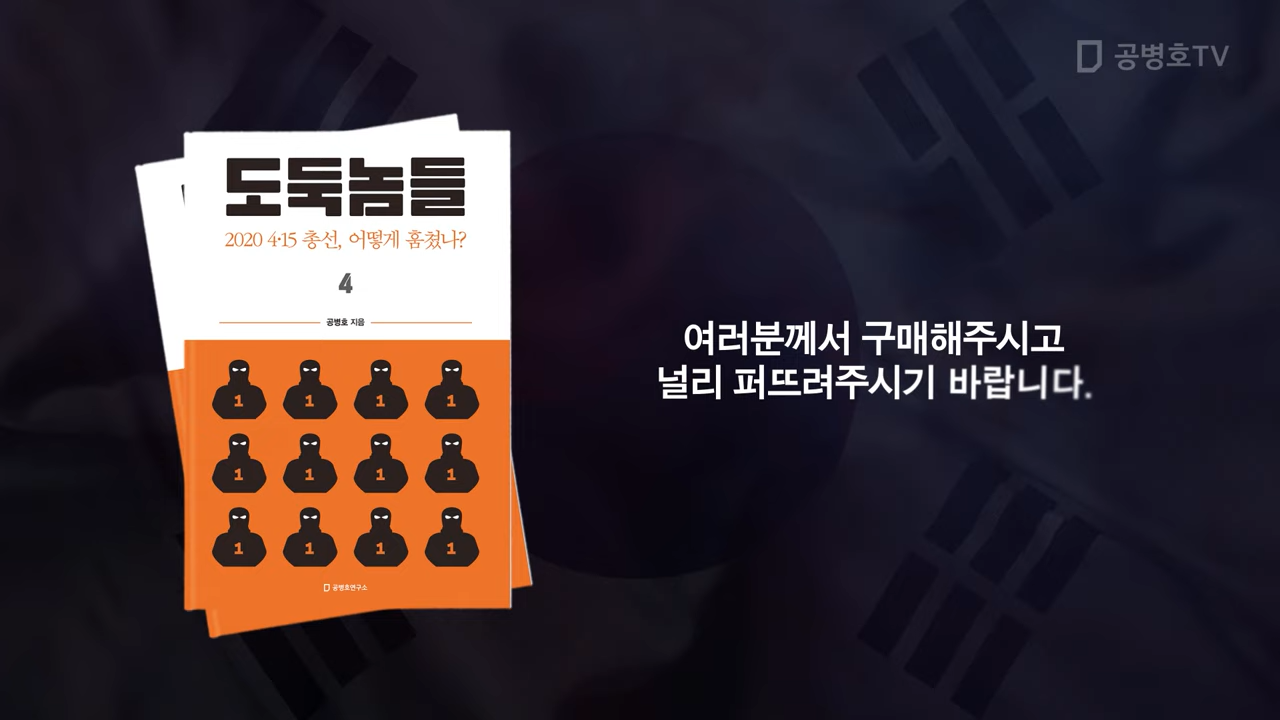 공병호TV
도둑놈들
2020 4·15 총선, 어떻게 훔쳤나?
4
공병호 지음
1 1 1 1
1 1 1 1
1 1 1 1
공병호연구소
여러분께서 구매해주시고
널리 퍼뜨려주시기 바랍니다.